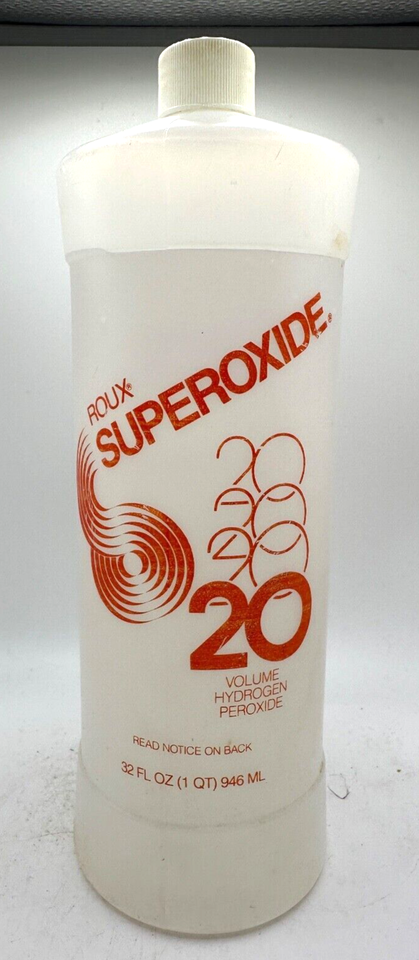 ROUX®
SUPEROXIDE®
20
20
20
20
20
VOLUME
HYDROGEN
PEROXIDE
READ NOTICE ON BACK
32 FL OZ (1 QT) 946 ML